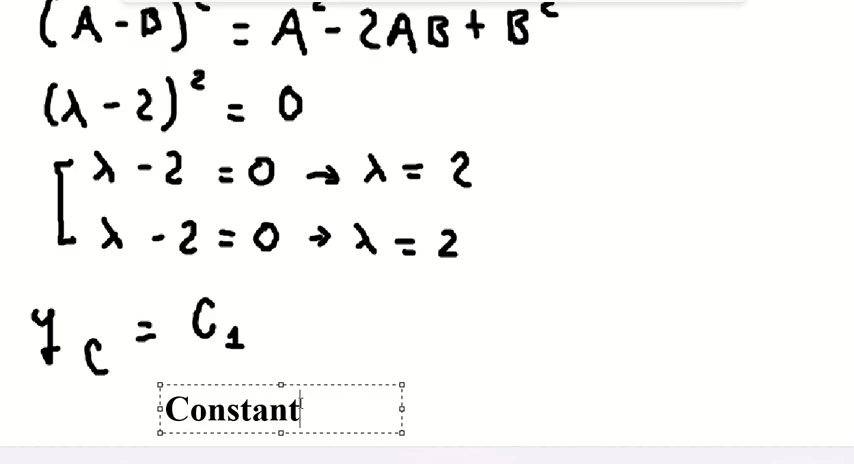 (A - B)² = A² - 2AB + B²
(λ - 2)² = 0
[ λ - 2 = 0 → λ = 2
λ - 2 = 0 → λ = 2
y_c = C₁
Constant